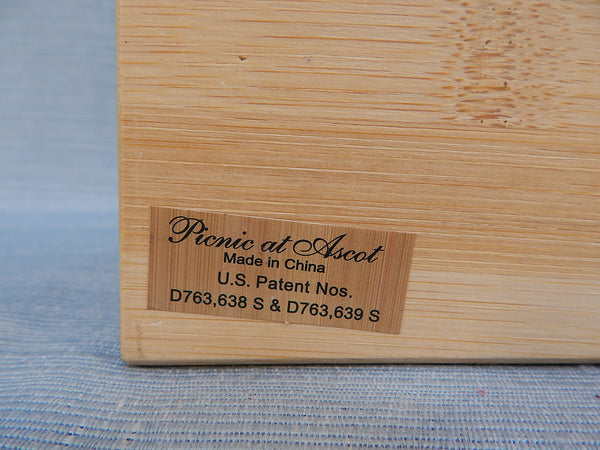 Picnic at Ascot
Made in China
U.S. Patent Nos.
D763,638 S & D763,639 S